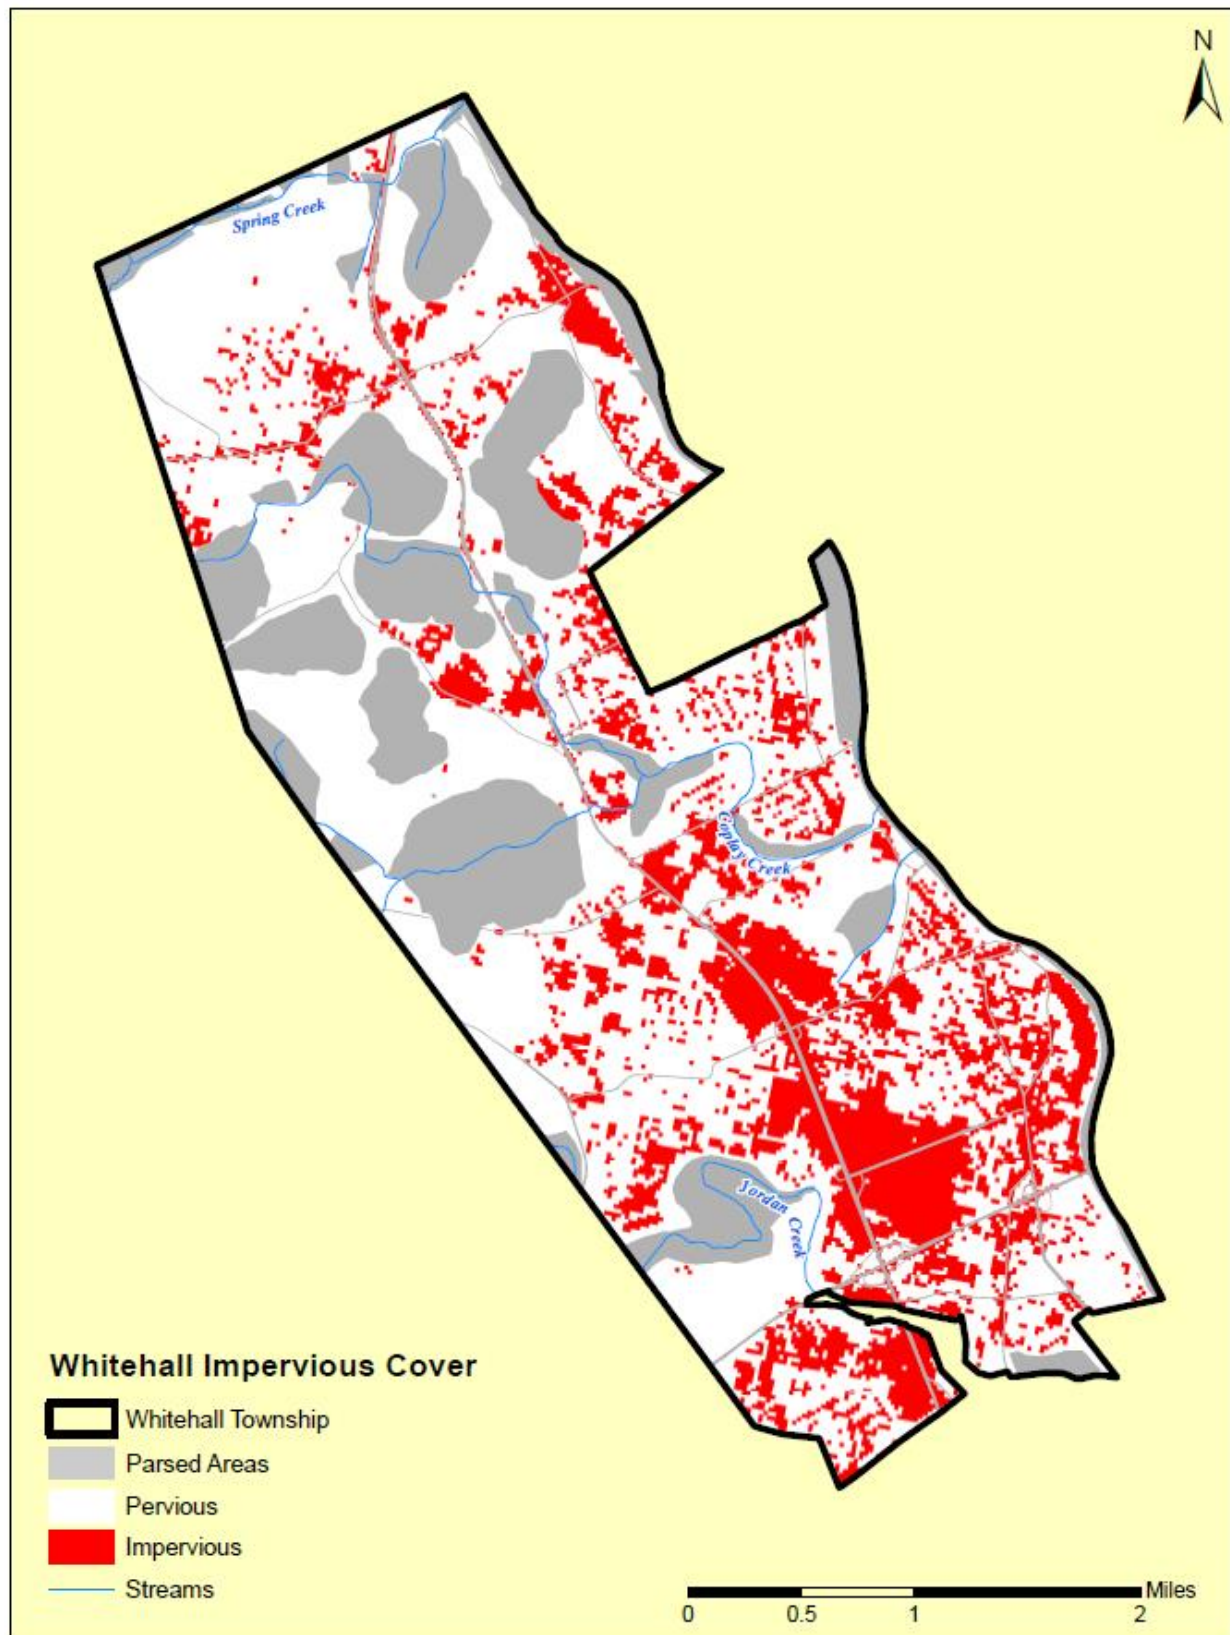 N
Spring Creek
Coplay Creek
Jordan Creek
Whitehall Impervious Cover
Whitehall Township
Parsed Areas
Pervious
Impervious
Streams
Miles
0 0.5 1 2